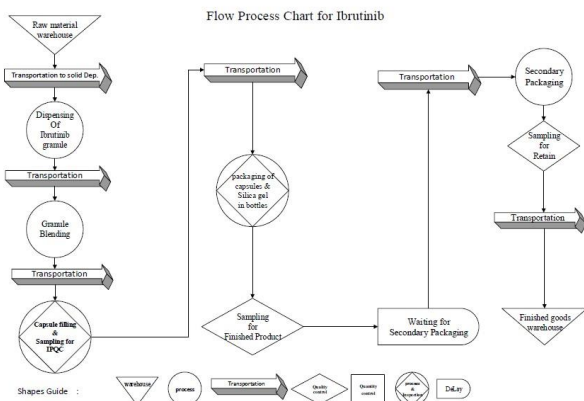 Flow Process Chart for Ibrutinib
Raw material
warehouse
Transportation to solid Dep.
Dispensing
Of
Ibrutinib
granule
Transportation
Granule
Blending
Transportation
Capsule filling
&
Sampling for
IPQC
Transportation
packaging of
capsules &
Silica gel
in bottles
Sampling
for
Finished Product
Waiting for
Secondary Packaging
Transportation
Secondary
Packaging
Sampling
for
Retain
Transportation
Finished goods
warehouse
Shapes Guide :
warehouse
process
Transportation
Quality
control
Quantity
control
process
&
Inspection
DeLay